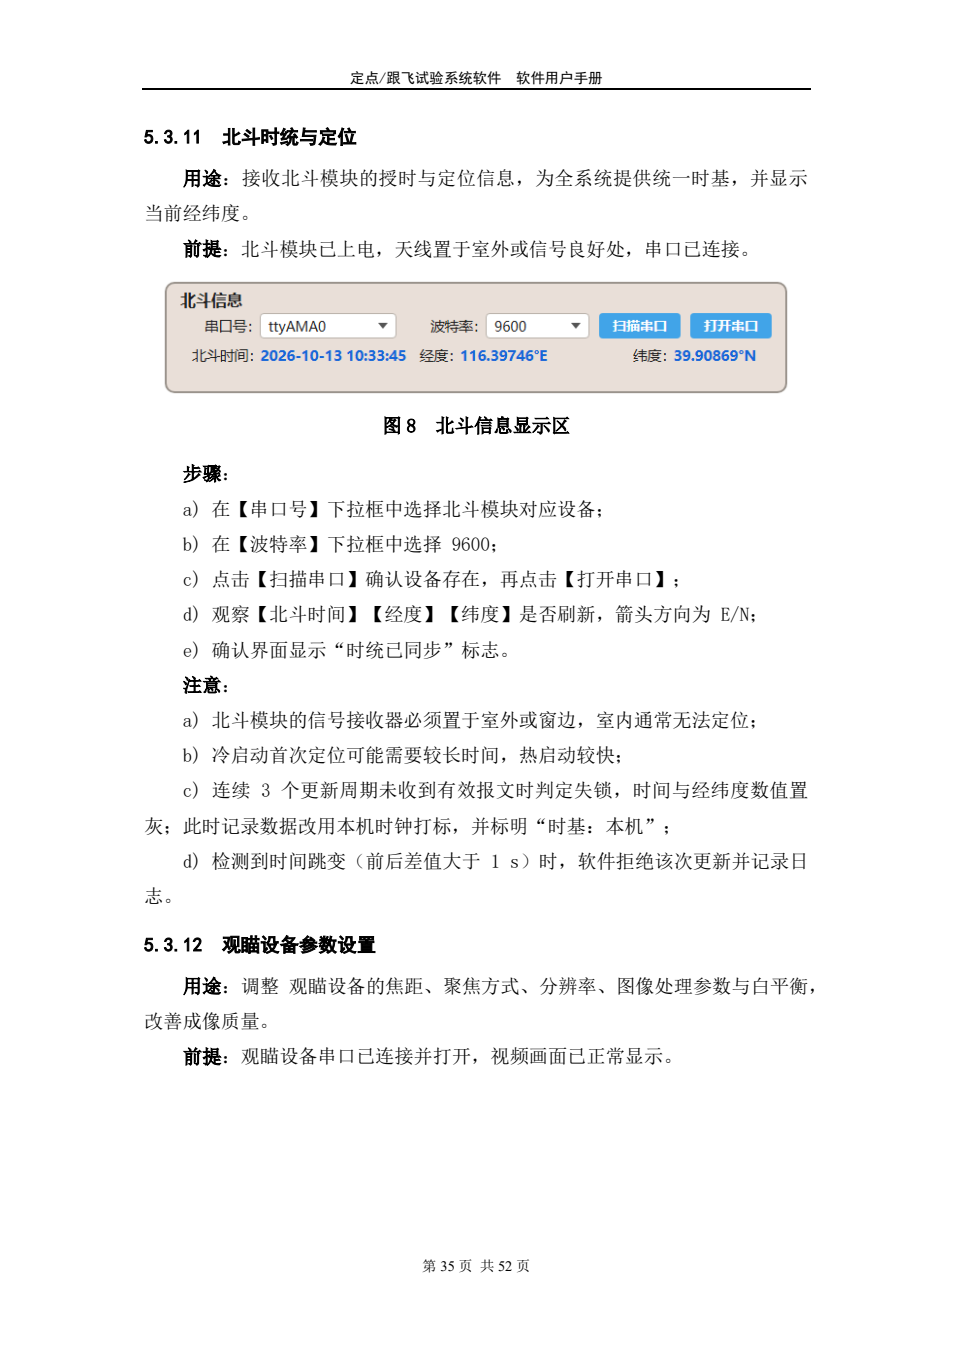 定点/跟飞试验系统软件　软件用户手册
5.3.11　北斗时统与定位
用途：接收北斗模块的授时与定位信息，为全系统提供统一时基，并显示
当前经纬度。
前提：北斗模块已上电，天线置于室外或信号良好处，串口已连接。
北斗信息
串口号： ttyAMA0 波特率： 9600 扫描串口 打开串口
北斗时间： 2026-10-13 10:33:45 经度： 116.39746°E 纬度： 39.90869°N
图 8　北斗信息显示区
步骤：
a) 在【串口号】下拉框中选择北斗模块对应设备；
b) 在【波特率】下拉框中选择 9600；
c) 点击【扫描串口】确认设备存在，再点击【打开串口】；
d) 观察【北斗时间】【经度】【纬度】是否刷新，箭头方向为 E/N；
e) 确认界面显示“时统已同步”标志。
注意：
a) 北斗模块的信号接收器必须置于室外或窗边，室内通常无法定位；
b) 冷启动首次定位可能需要较长时间，热启动较快；
c) 连续 3 个更新周期未收到有效报文时判定失锁，时间与经纬度数值置
灰；此时记录数据改用本机时钟打标，并标明“时基：本机”；
d) 检测到时间跳变（前后差值大于 1 s）时，软件拒绝该次更新并记录日
志。
5.3.12　观瞄设备参数设置
用途：调整 观瞄设备的焦距、聚焦方式、分辨率、图像处理参数与白平衡，
改善成像质量。
前提：观瞄设备串口已连接并打开，视频画面已正常显示。
第 35 页 共 52 页